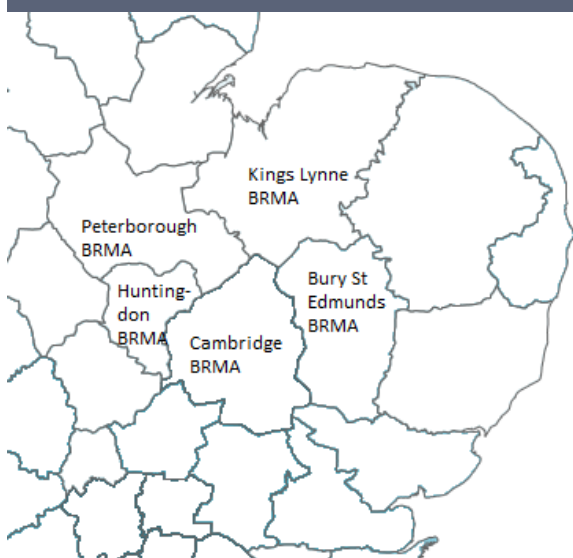 Kings Lynne
BRMA
Peterborough
BRMA
Hunting-
don
BRMA
Bury St
Edmunds
BRMA
Cambridge
BRMA